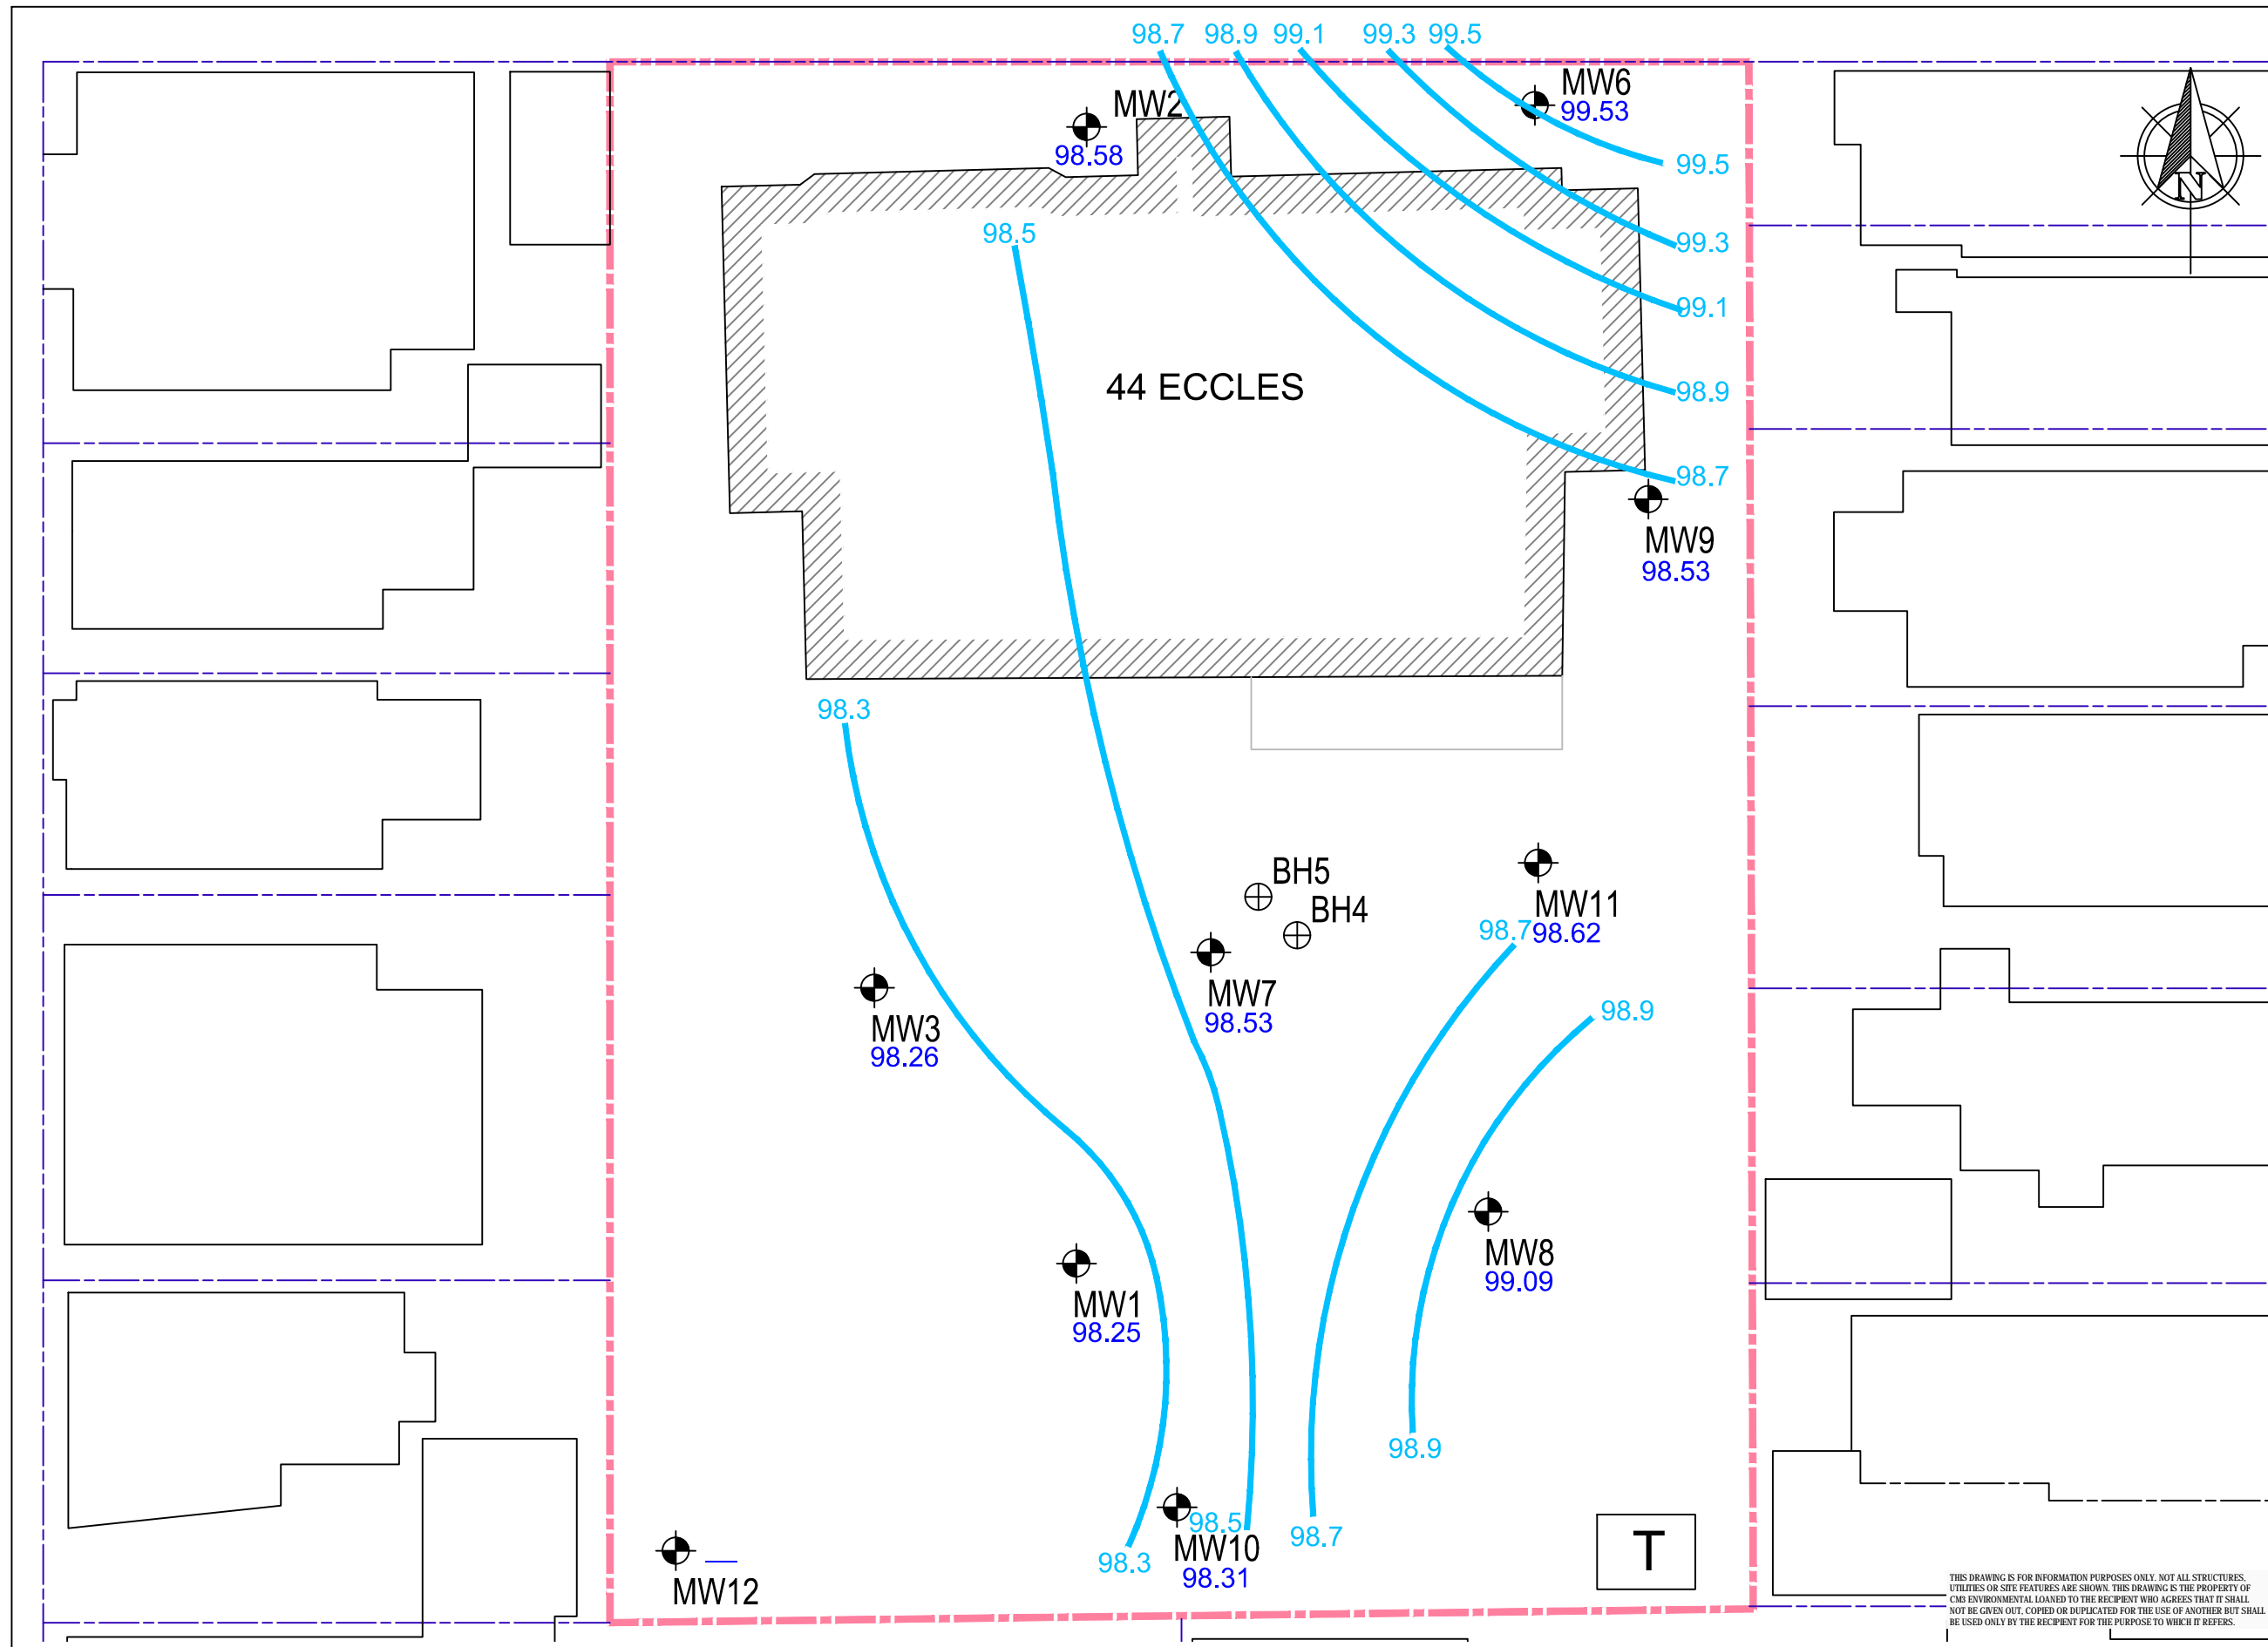 98.7 98.9 99.1 99.3 99.5
MW6
99.53
MW2
98.58
99.5
N
98.5
99.3
99.1
44 ECCLES
98.9
98.7
MW9
98.53
98.3
BH5
BH4
MW11
98.7 98.62
MW7
98.53
98.9
MW3
98.26
MW8
99.09
MW1
98.25
98.9
98.5
98.7
MW10
98.31
98.3
T
MW12
THIS DRAWING IS FOR INFORMATION PURPOSES ONLY. NOT ALL STRUCTURES,
UTILITIES OR SITE FEATURES ARE SHOWN. THIS DRAWING IS THE PROPERTY OF
CM3 ENVIRONMENTAL LOANED TO THE RECIPIENT WHO AGREES THAT IT SHALL
NOT BE GIVEN OUT, COPIED OR DUPLICATED FOR THE USE OF ANOTHER BUT SHALL
BE USED ONLY BY THE RECIPIENT FOR THE PURPOSE TO WHICH IT REFERS.